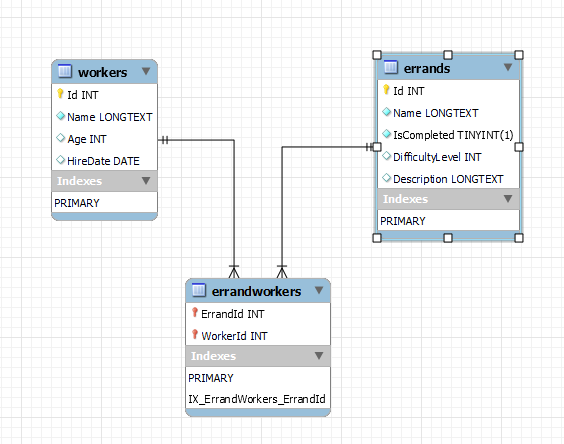 workers
Id INT
Name LONGTEXT
Age INT
HireDate DATE
Indexes
PRIMARY
errands
Id INT
Name LONGTEXT
IsCompleted TINYINT(1)
DifficultyLevel INT
Description LONGTEXT
Indexes
PRIMARY
errandworkers
ErrandId INT
WorkerId INT
Indexes
PRIMARY
IX_ErrandWorkers_ErrandId